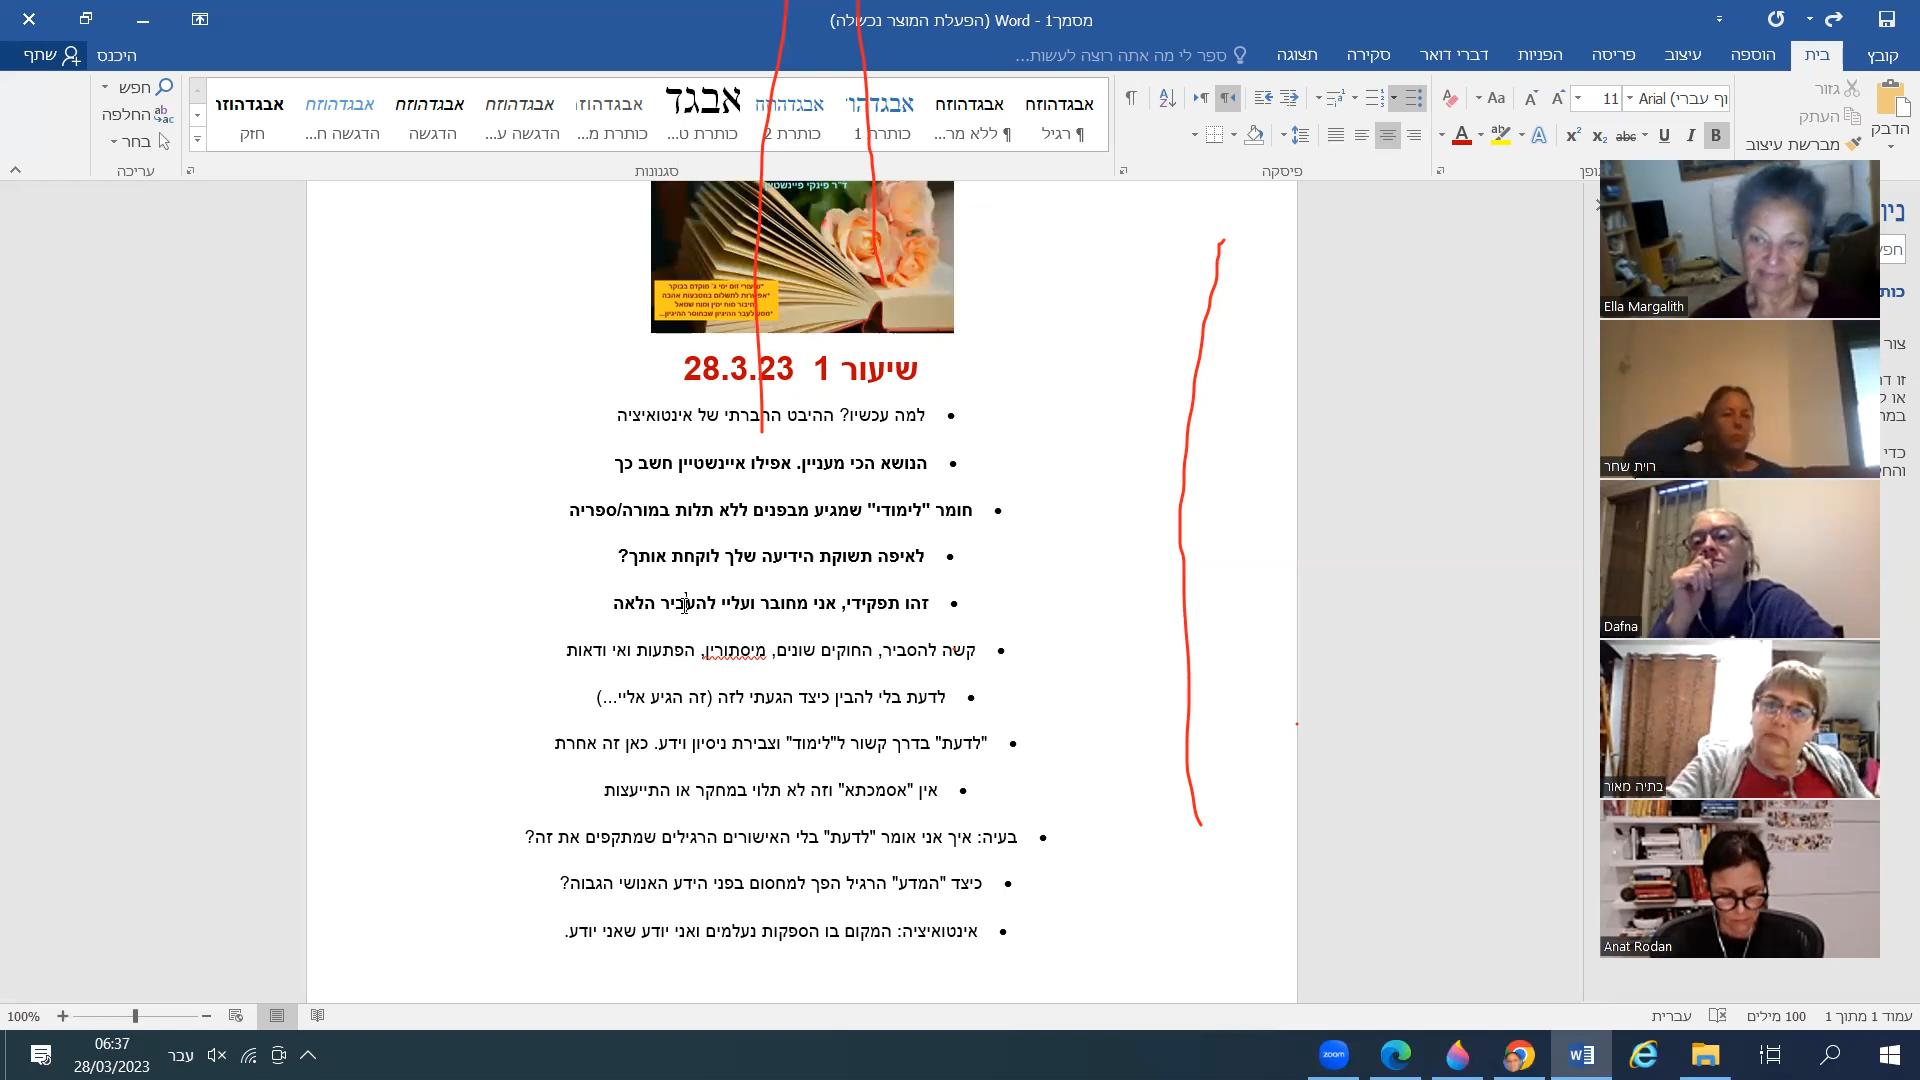 מסמך1 - Word (הפעלת המוצר נכשלה)
קובץ
בית
הוספה
עיצוב
פריסה
הפניות
דברי דואר
סקירה
תצוגה
ספר לי מה אתה רוצה לעשות...
היכנס
שתף
הדבק
גזור
העתק
מברשת עיצוב
11
פיסקה
אבגדהוזח
¶ רגיל
אבגדהוזח
¶ ללא מר...
כותרת 1
אבגדהוזח
כותרת 2
אבגד
כותרת ט...
אבגדהוזח
כותרת מ...
אבגדהוזח
הדגשה ע...
אבגדהוזח
הדגשה
אבגדהוזח
הדגשה ח...
אבגדהוזח
חזק
סגנונות
חפש
החלפה
בחר
עריכה
ד"ר פינקי פיינשטיין
שיעור 1 28.3.23
• למה עכשיו? ההיבט החברתי של אינטואיציה
• הנושא הכי מעניין. אפילו איינשטיין חשב כך
• חומר "לימודי" שמגיע מבפנים ללא תלות במורה/ספריה
• לאיפה תשוקת הידיעה שלך לוקחת אותך?
• זהו תפקידי, אני מחובר ועליי להעביר הלאה
• קשה להסביר, החוקים שונים, מיסתורין, הפתעות ואי ודאות
• לדעת בלי להבין כיצד הגעתי לזה (זה הגיע אליי...)
• "לדעת" בדרך קשור ל"לימוד" וצבירת ניסיון וידע. כאן זה אחרת
• אין "אסמכתא" וזה לא תלוי במחקר או התייעצות
• בעיה: איך אני אומר "לדעת" בלי האישורים הרגילים שמתקפים את זה?
• כיצד "המדע" הרגיל הפך למחסום בפני הידע האנושי הגבוה?
• אינטואיציה: המקום בו הספקות נעלמים ואני יודע שאני יודע.
Ella Margalith
רוית שחר
Dafna
בתיה מאור
Anat Rodan
עמוד 1 מתוך 1
100 מילים
עברית
100%
zoom
עבר
06:37
28/03/2023